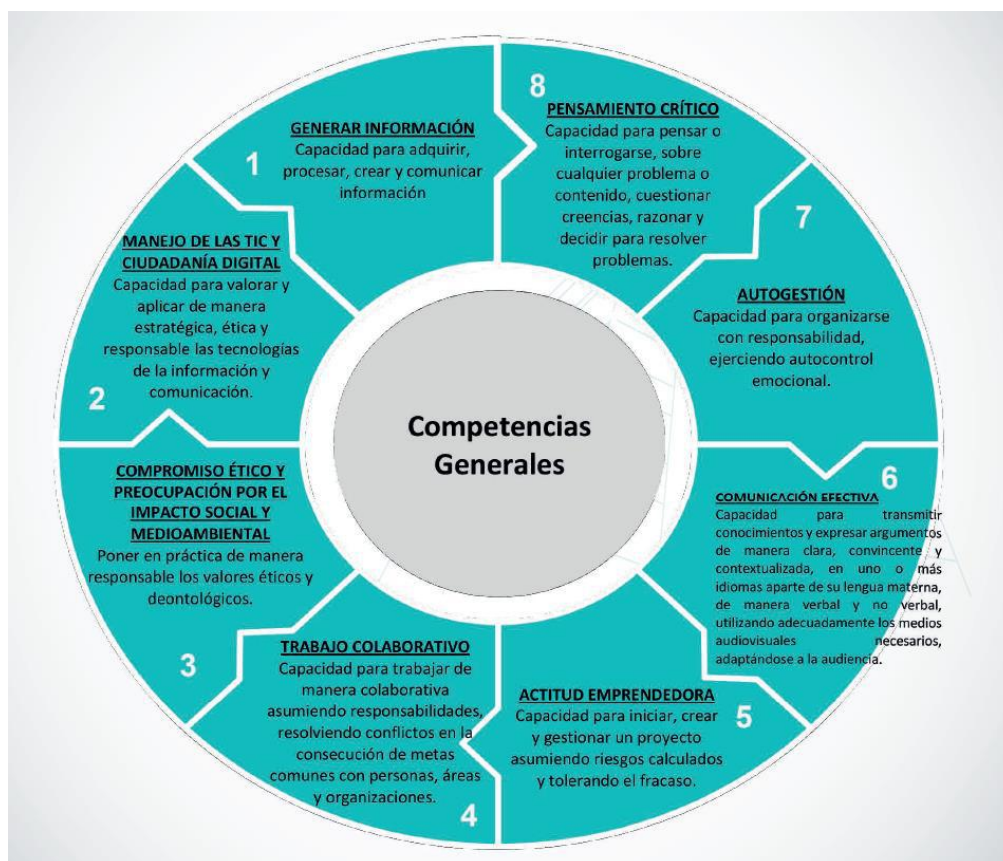 1
GENERAR INFORMACIÓN
Capacidad para adquirir,
procesar, crear y comunicar
información
2
MANEJO DE LAS TIC Y
CIUDADANÍA DIGITAL
Capacidad para valorar y
aplicar de manera
estratégica, ética y
responsable las tecnologías
de la información y
comunicación.
3
COMPROMISO ÉTICO Y
PREOCUPACIÓN POR EL
IMPACTO SOCIAL Y
MEDIOAMBIENTAL
Poner en práctica de manera
responsable los valores éticos y
deontológicos.
4
TRABAJO COLABORATIVO
Capacidad para trabajar de
manera colaborativa
asumiendo responsabilidades,
resolviendo conflictos en la
consecución de metas
comunes con personas, áreas
y organizaciones.
5
ACTITUD EMPRENDEDORA
Capacidad para iniciar, crear
y gestionar un proyecto
asumiendo riesgos calculados
y tolerando el fracaso.
6
COMUNICACIÓN EFECTIVA
Capacidad para transmitir
conocimientos y expresar argumentos
de manera clara, convincente y
contextualizada, en uno o más
idiomas aparte de su lengua materna,
de manera verbal y no verbal,
utilizando adecuadamente los medios
audiovisuales necesarios,
adaptándose a la audiencia.
7
AUTOGESTIÓN
Capacidad para organizarse
con responsabilidad,
ejerciendo autocontrol
emocional.
8
PENSAMIENTO CRÍTICO
Capacidad para pensar o
interrogarse, sobre
cualquier problema o
contenido, cuestionar
creencias, razonar y
decidir para resolver
problemas.
Competencias
Generales